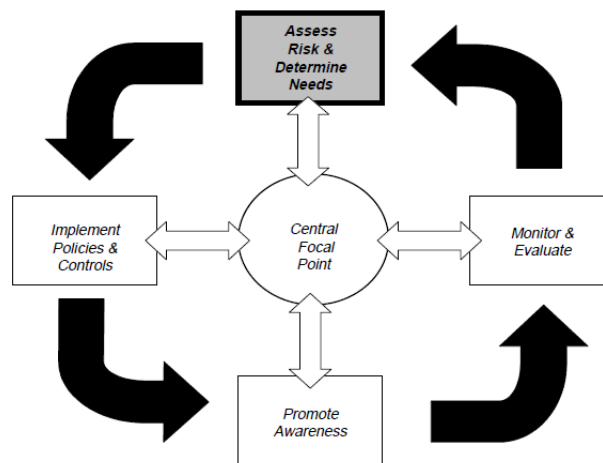 Assess
Risk &
Determine
Needs
Implement
Policies &
Controls
Central
Focal
Point
Monitor &
Evaluate
Promote
Awareness